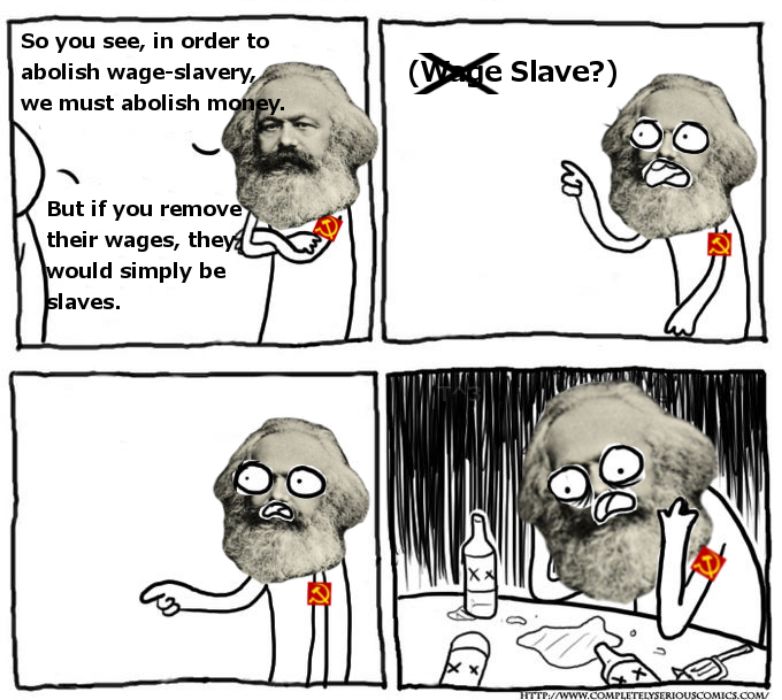 So you see, in order to
abolish wage-slavery,
we must abolish money.
But if you remove
their wages, they
would simply be
slaves.
(Wage Slave?)
X X
X X
X X
HTTP://WWW.COMPLETELYSERIOUSCOMICS.COM/